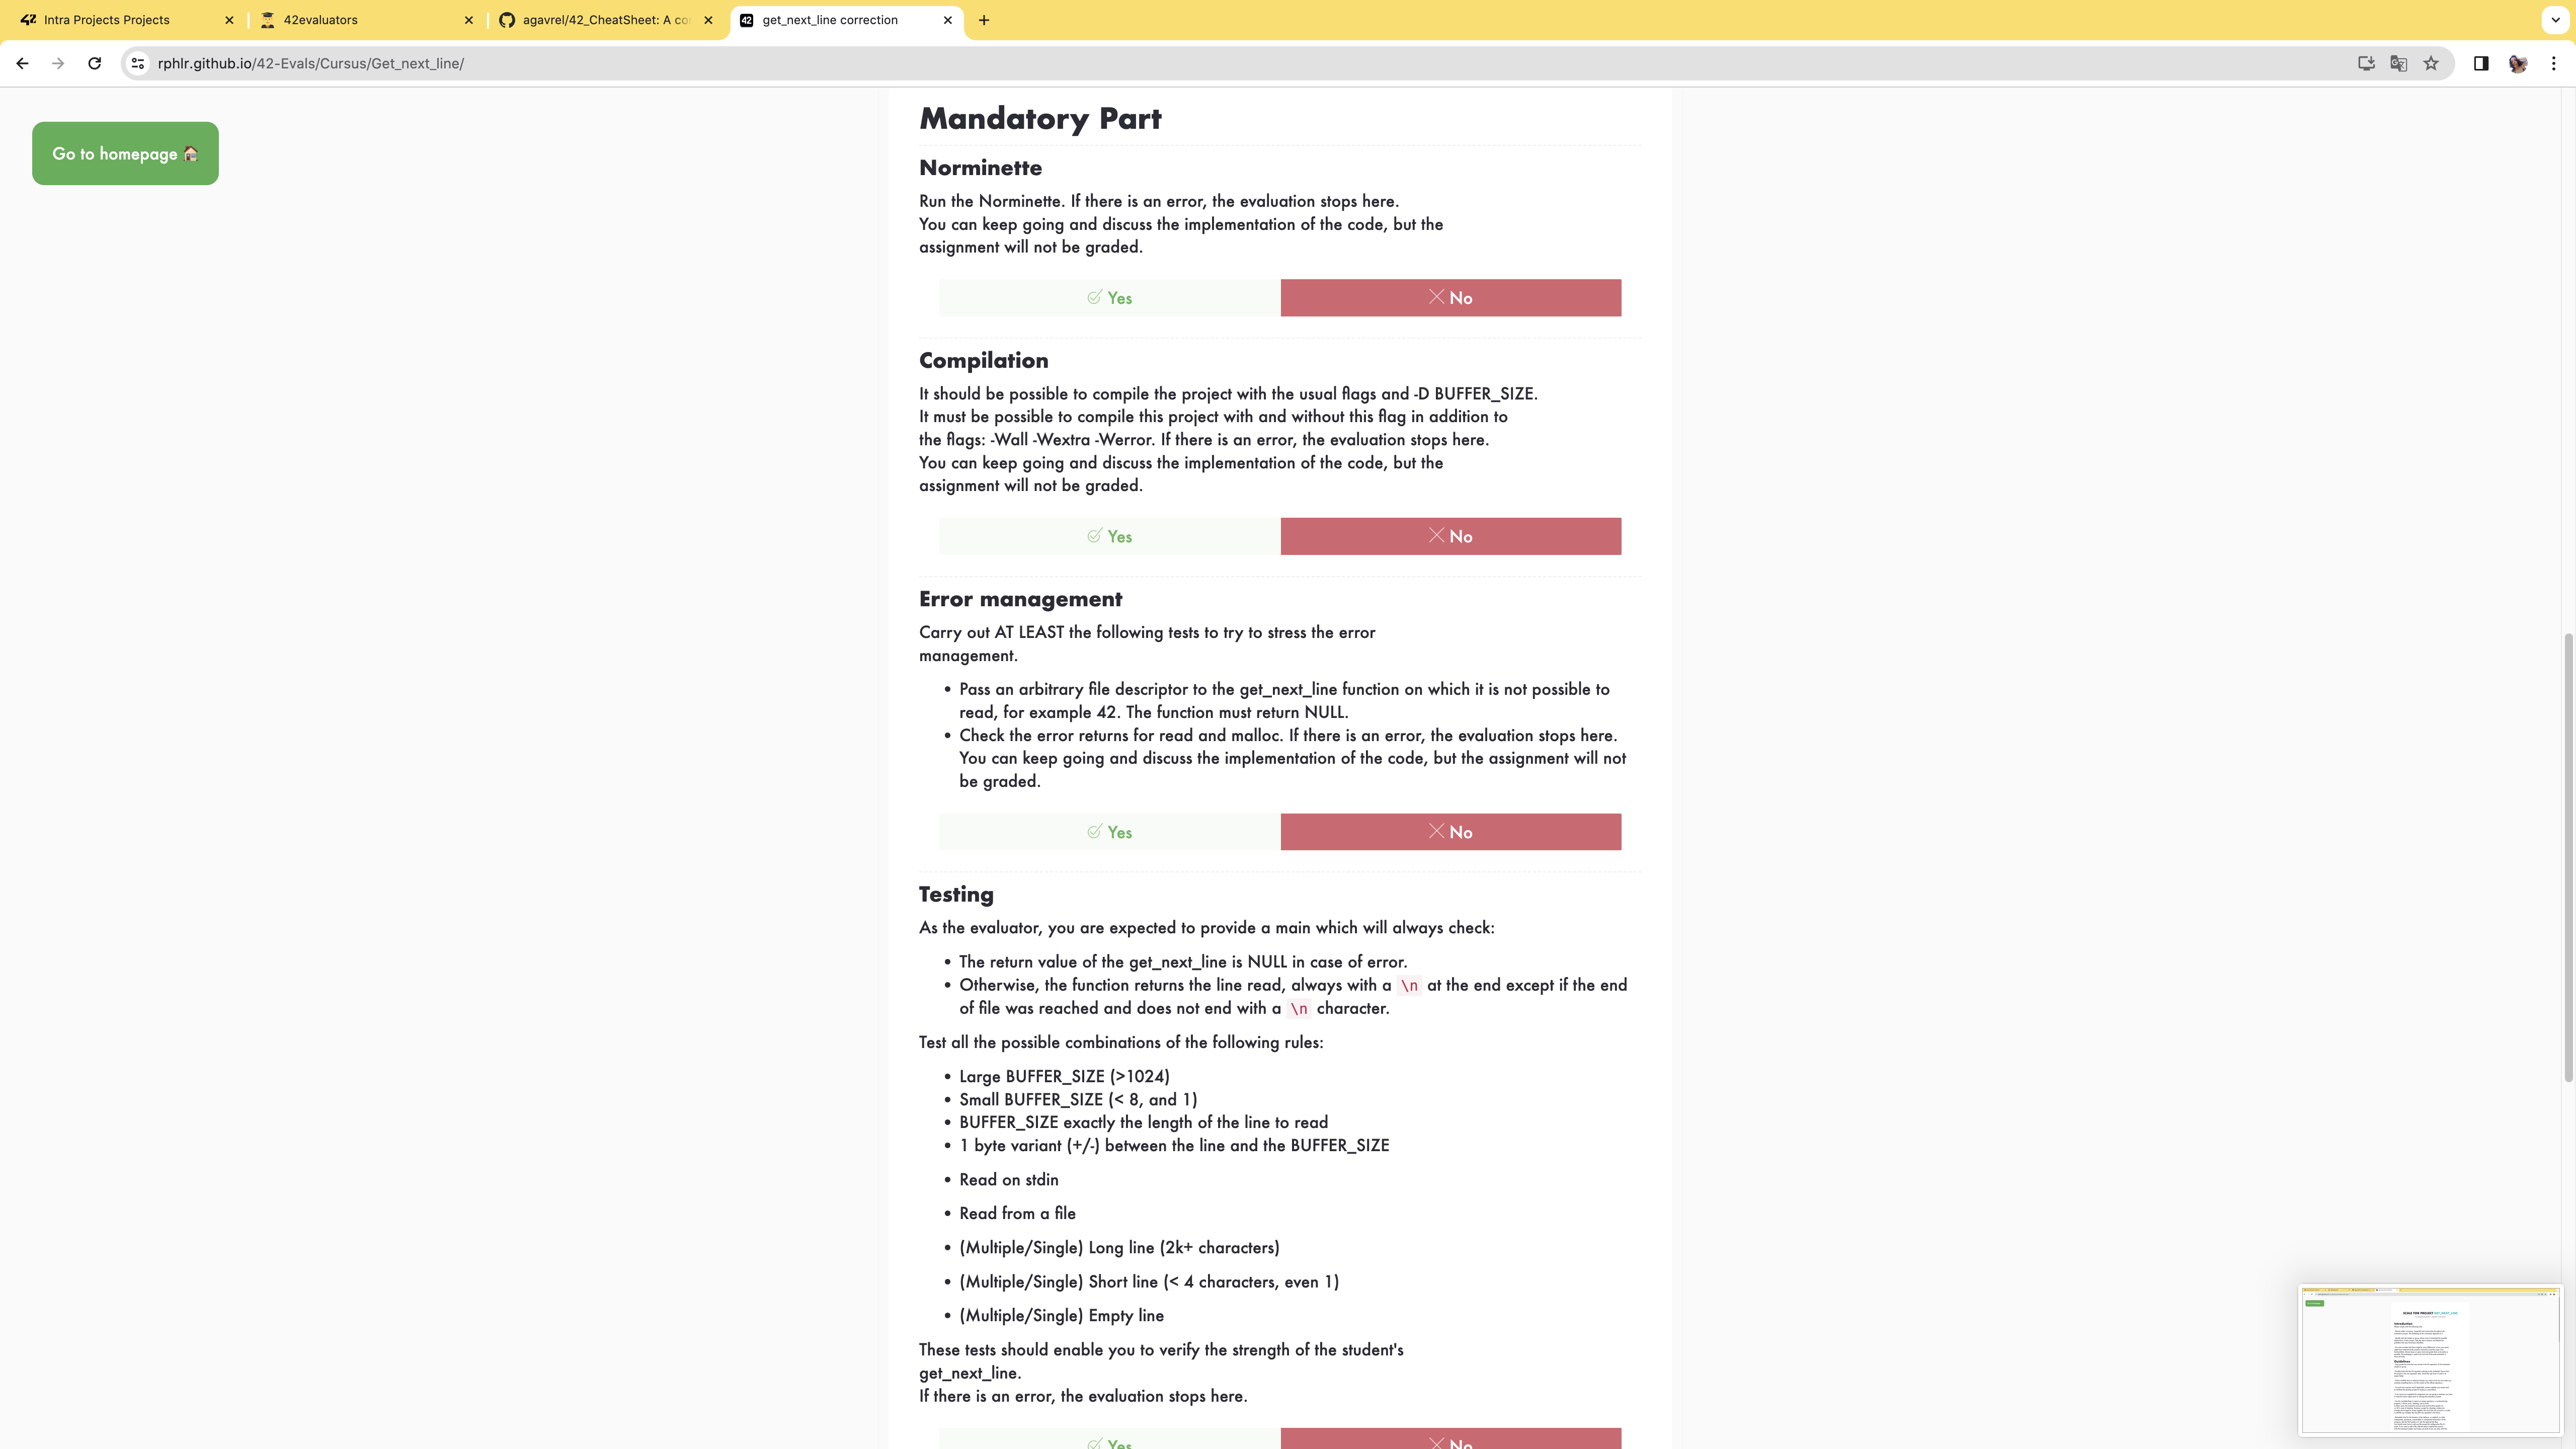 Intra Projects Projects
42evaluators
agavrel/42_CheatSheet: A co
42
get_next_line correction
rphlr.github.io/42-Evals/Cursus/Get_next_line/
Go to homepage
Mandatory Part
Norminette
Run the Norminette. If there is an error, the evaluation stops here.
You can keep going and discuss the implementation of the code, but the
assignment will not be graded.
Yes
No
Compilation
It should be possible to compile the project with the usual flags and -D BUFFER_SIZE.
It must be possible to compile this project with and without this flag in addition to
the flags: -Wall -Wextra -Werror. If there is an error, the evaluation stops here.
You can keep going and discuss the implementation of the code, but the
assignment will not be graded.
Yes
No
Error management
Carry out AT LEAST the following tests to try to stress the error
management.
• Pass an arbitrary file descriptor to the get_next_line function on which it is not possible to
read, for example 42. The function must return NULL.
• Check the error returns for read and malloc. If there is an error, the evaluation stops here.
You can keep going and discuss the implementation of the code, but the assignment will not
be graded.
Yes
No
Testing
As the evaluator, you are expected to provide a main which will always check:
• The return value of the get_next_line is NULL in case of error.
• Otherwise, the function returns the line read, always with a \n at the end except if the end
of file was reached and does not end with a \n character.
Test all the possible combinations of the following rules:
• Large BUFFER_SIZE (>1024)
• Small BUFFER_SIZE (< 8, and 1)
• BUFFER_SIZE exactly the length of the line to read
• 1 byte variant (+/-) between the line and the BUFFER_SIZE
• Read on stdin
• Read from a file
• (Multiple/Single) Long line (2k+ characters)
• (Multiple/Single) Short line (< 4 characters, even 1)
• (Multiple/Single) Empty line
These tests should enable you to verify the strength of the student's
get_next_line.
If there is an error, the evaluation stops here.
Yes
No
SCALE FOR PROJECT GET_NEXT_LINE
Introduction
Guidelines